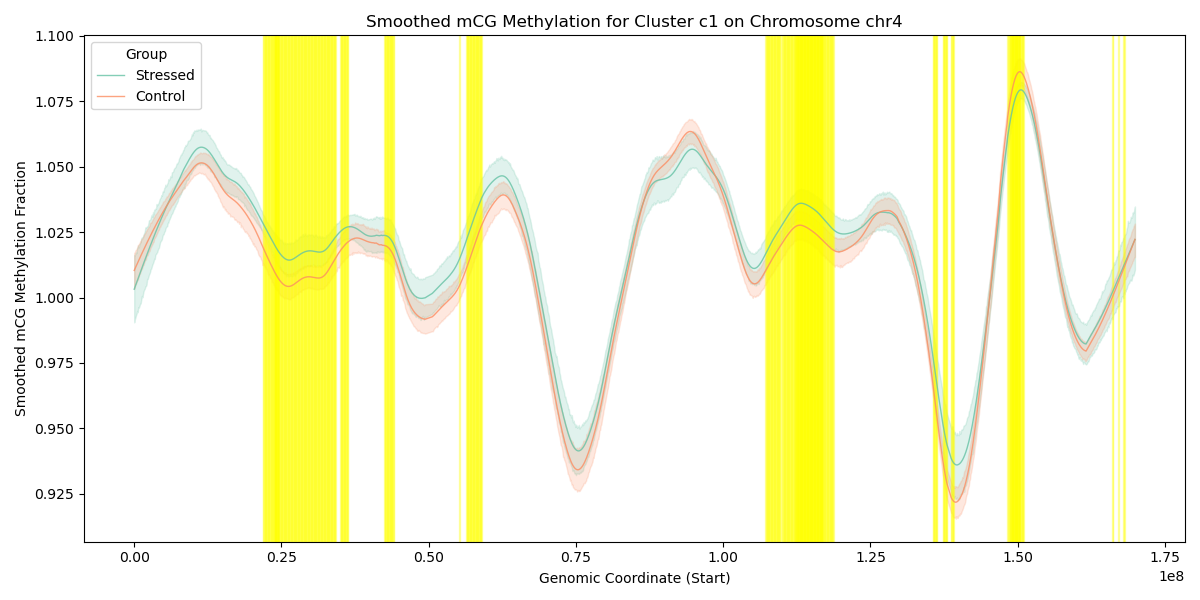 Smoothed mCG Methylation for Cluster c1 on Chromosome chr4
Group
Stressed
Control
Smoothed mCG Methylation Fraction
1.100
1.075
1.050
1.025
1.000
0.975
0.950
0.925
0.00
0.25
0.50
0.75
1.00
1.25
1.50
1.75
1e8
Genomic Coordinate (Start)